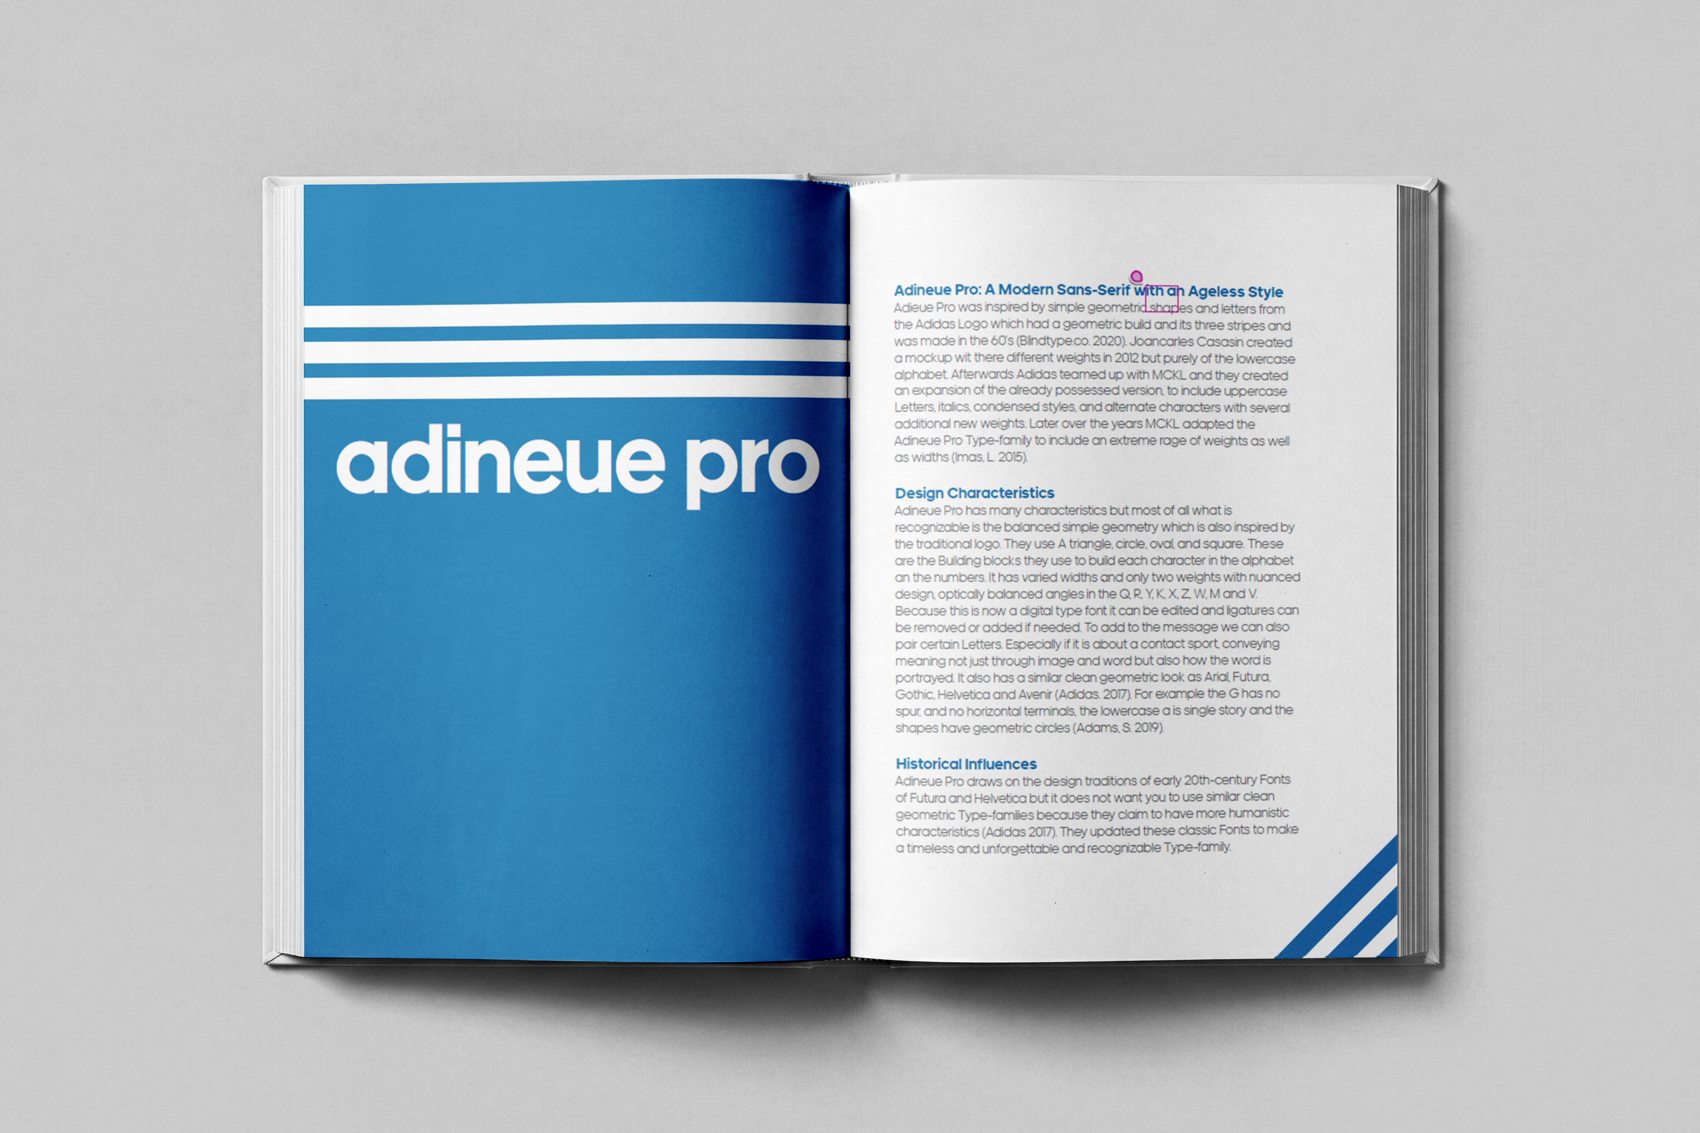 adineue pro
Adineue Pro: A Modern Sans-Serif with an Ageless Style
Adieue Pro was inspired by simple geometric shapes and letters from
the Adidas Logo which had a geometric build and its three stripes and
was made in the 60's (Blindtype.co. 2020). Joancarles Casasin created
a mockup wit there different weights in 2012 but purely of the lowercase
alphabet. Afterwards Adidas teamed up with MCKL and they created
an expansion of the already possessed version, to include uppercase
Letters, italics, condensed styles, and alternate characters with several
additional new weights. Later over the years MCKL adapted the
Adineue Pro Type-family to include an extreme rage of weights as well
as widths (Imas, L. 2015).
Design Characteristics
Adineue Pro has many characteristics but most of all what is
recognizable is the balanced simple geometry which is also inspired by
the traditional logo. They use A triangle, circle, oval, and square. These
are the Building blocks they use to build each character in the alphabet
an the numbers. It has varied widths and only two weights with nuanced
design, optically balanced angles in the Q, R, Y, K, X, Z, W, M and V.
Because this is now a digital type font it can be edited and ligatures can
be removed or added if needed. To add to the message we can also
pair certain Letters. Especially if it is about a contact sport, conveying
meaning not just through image and word but also how the word is
portrayed. It also has a similar clean geometric look as Arial, Futura,
Gothic, Helvetica and Avenir (Adidas. 2017). For example the G has no
spur, and no horizontal terminals, the lowercase a is single story and the
shapes have geometric circles (Adams, S. 2019).
Historical Influences
Adineue Pro draws on the design traditions of early 20th-century Fonts
of Futura and Helvetica but it does not want you to use similar clean
geometric Type-families because they claim to have more humanistic
characteristics (Adidas 2017). They updated these classic Fonts to make
a timeless and unforgettable and recognizable Type-family.